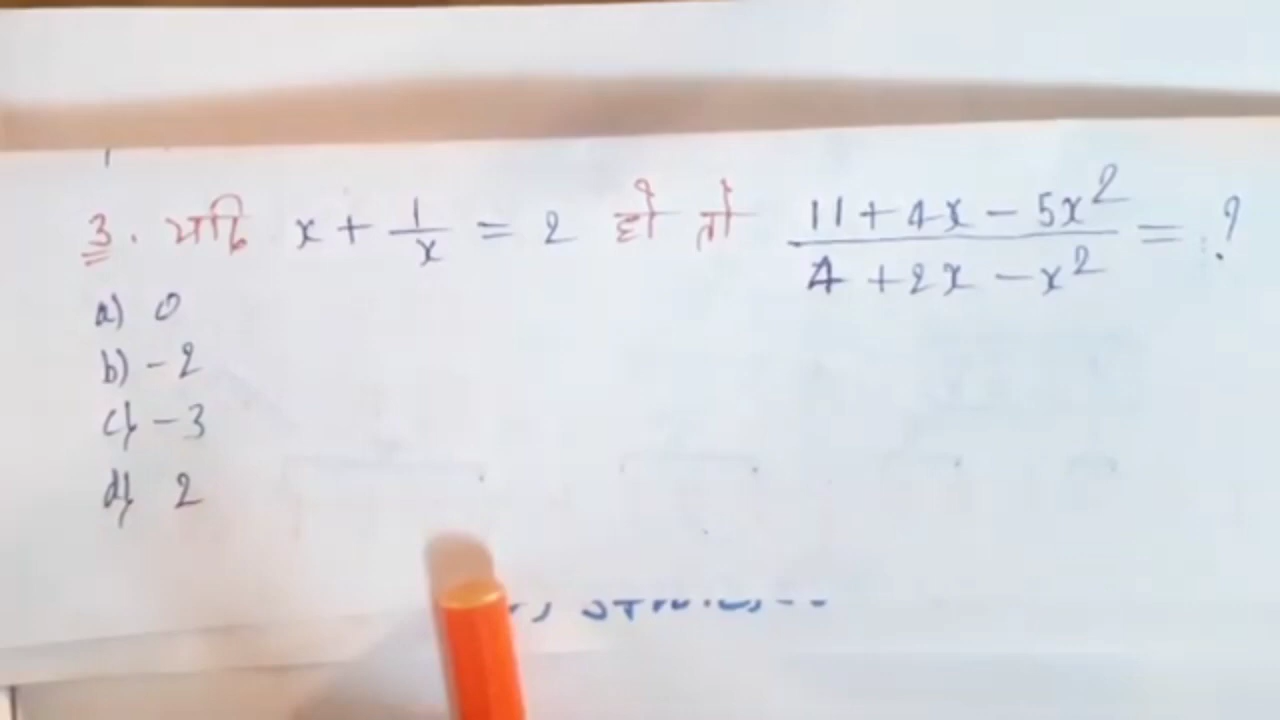 3. यदि x + 1/x = 2 हो तो (11 + 4x - 5x²)/(4 + 2x - x²) = ?
a) 0
b) -2
c) -3
d) 2